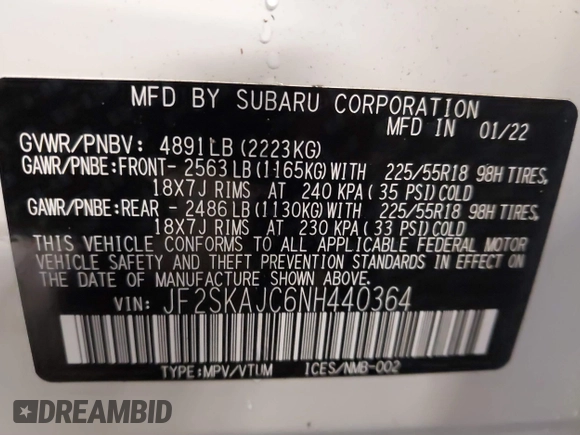 MFD BY SUBARU CORPORATION
MFD IN 01/22
GVWR/PNBV: 4891LB (2223KG)
GAWR/PNBE:FRONT- 2563LB (1165KG) WITH 225/55R18 98H TIRES,
18X7J RIMS AT 240 KPA ( 35 PSI) COLD
GAWR/PNBE:REAR - 2486LB (1130KG) WITH 225/55R18 98H TIRES,
18X7J RIMS AT 230 KPA ( 33 PSI) COLD
THIS VEHICLE CONFORMS TO ALL APPLICABLE FEDERAL MOTOR
VEHICLE SAFETY AND THEFT PREVENTION STANDARDS IN EFFECT ON
THE DATE OF MANUFACTURE SHOWN ABOVE.
VIN: JF2SKAJC6NH440364
TYPE:MPV/VTUM ICES/NMB-002
DREAMBID